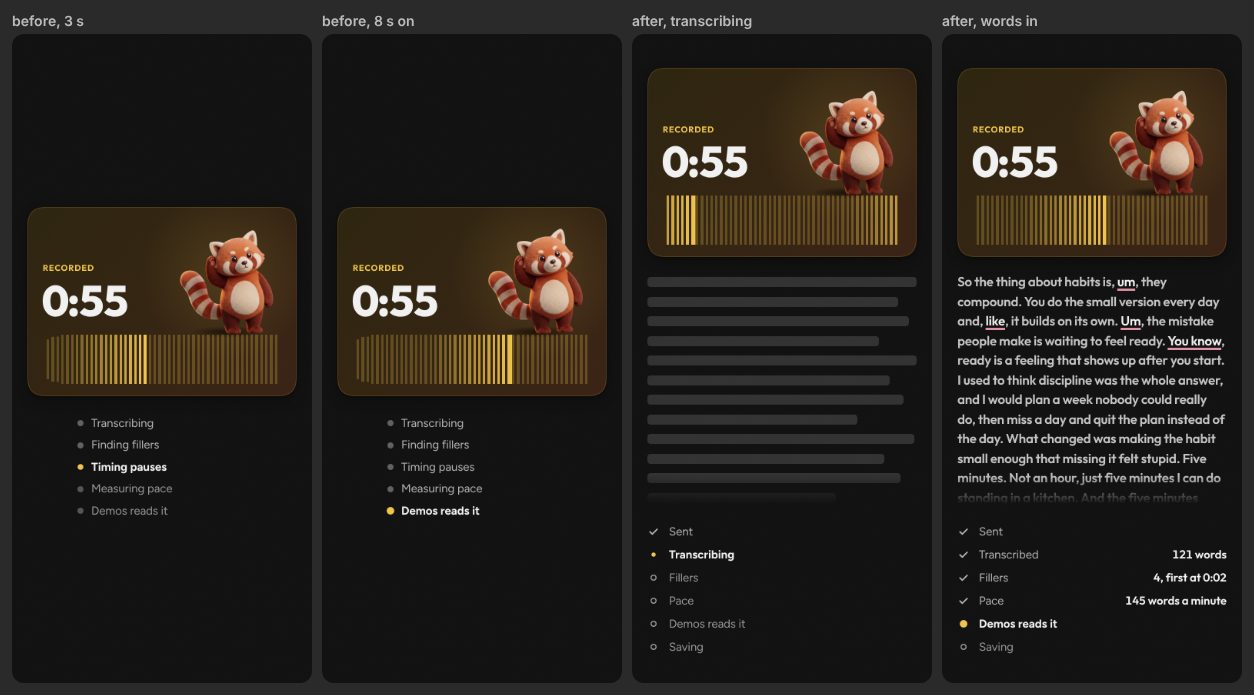 before, 3 s
RECORDED
0:55
Transcribing
Finding fillers
Timing pauses
Measuring pace
Demos reads it
before, 8 s on
RECORDED
0:55
Transcribing
Finding fillers
Timing pauses
Measuring pace
Demos reads it
after, transcribing
RECORDED
0:55
Sent
Transcribing
Fillers
Pace
Demos reads it
Saving
after, words in
RECORDED
0:55
So the thing about habits is, um, they
compound. You do the small version every day
and, like, it builds on its own. Um, the mistake
people make is waiting to feel ready. You know,
ready is a feeling that shows up after you start.
I used to think discipline was the whole answer,
and I would plan a week nobody could really
do, then miss a day and quit the plan instead of
the day. What changed was making the habit
small enough that missing it felt stupid. Five
minutes. Not an hour, just five minutes I can do
standing in a kitchen. And the five minutes
Sent
Transcribed 121 words
Fillers 4, first at 0:02
Pace 145 words a minute
Demos reads it
Saving